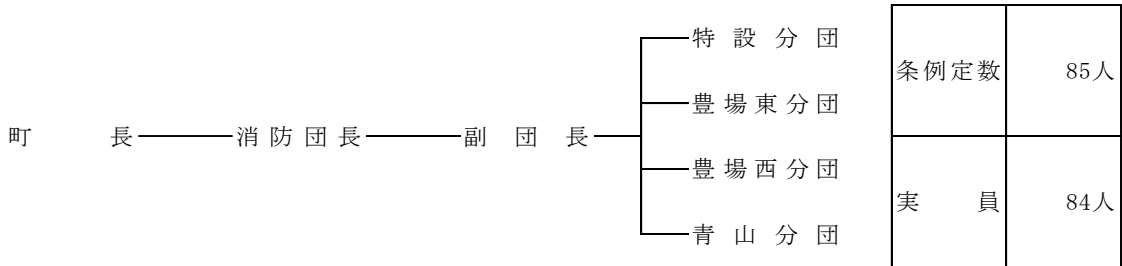 特設分団
条例定数 85人
豊場東分団
町長 消防団長 副団長
豊場西分団
実員 84人
青山分団